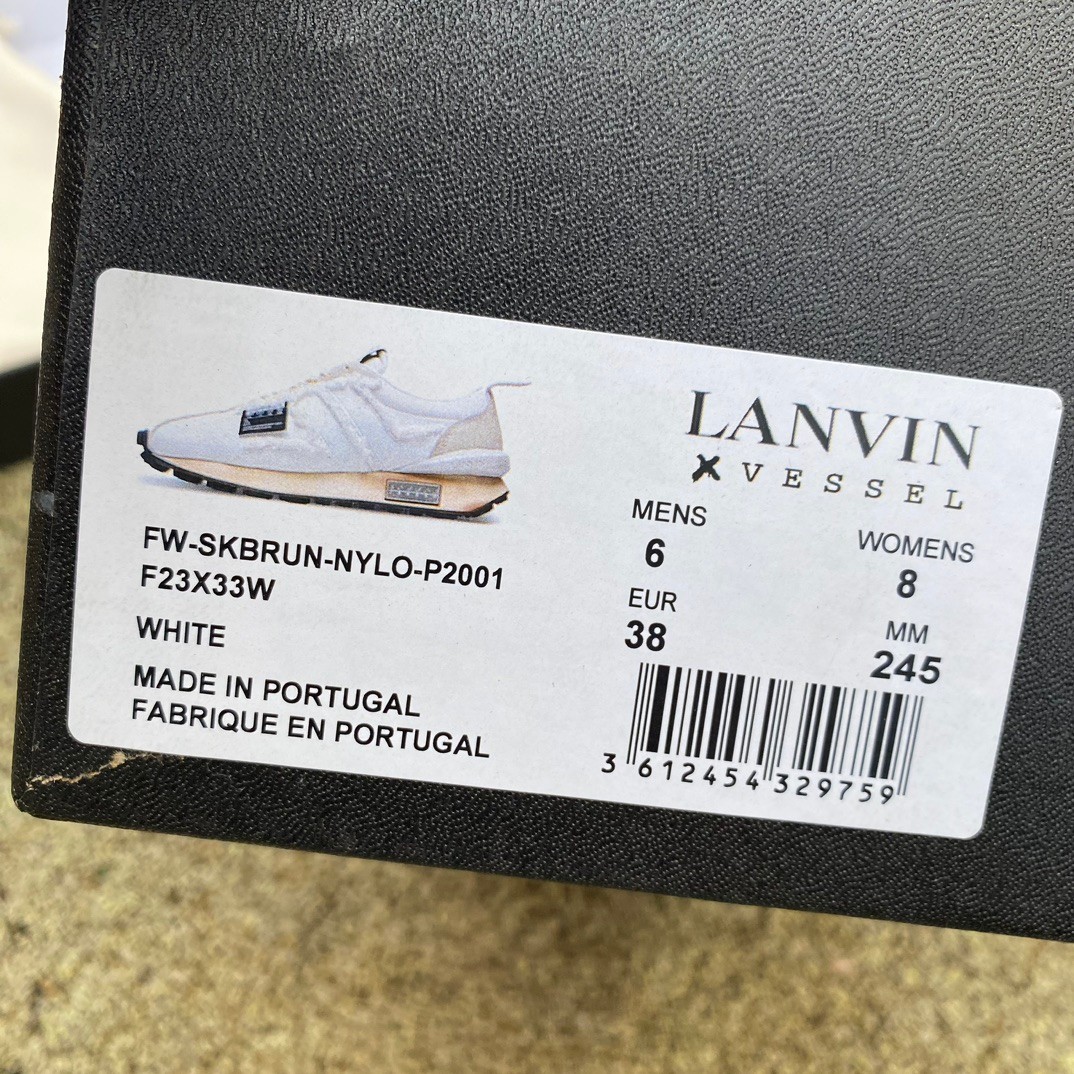 LANVIN
X VESSEL
FW-SKBRUN-NYLO-P2001
F23X33W
WHITE
MADE IN PORTUGAL
FABRIQUE EN PORTUGAL
MENS
6
WOMENS
8
EUR
38
MM
245
3 612454 329759